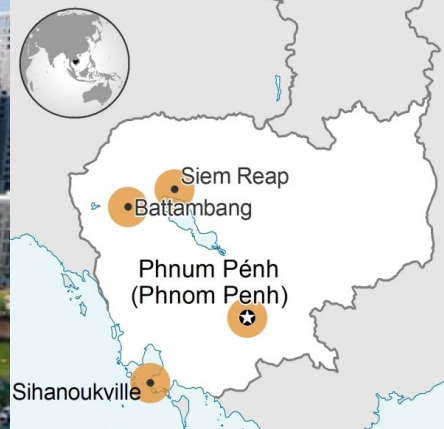 Siem Reap
Battambang
Phnum Pénh
(Phnom Penh)
Sihanoukville